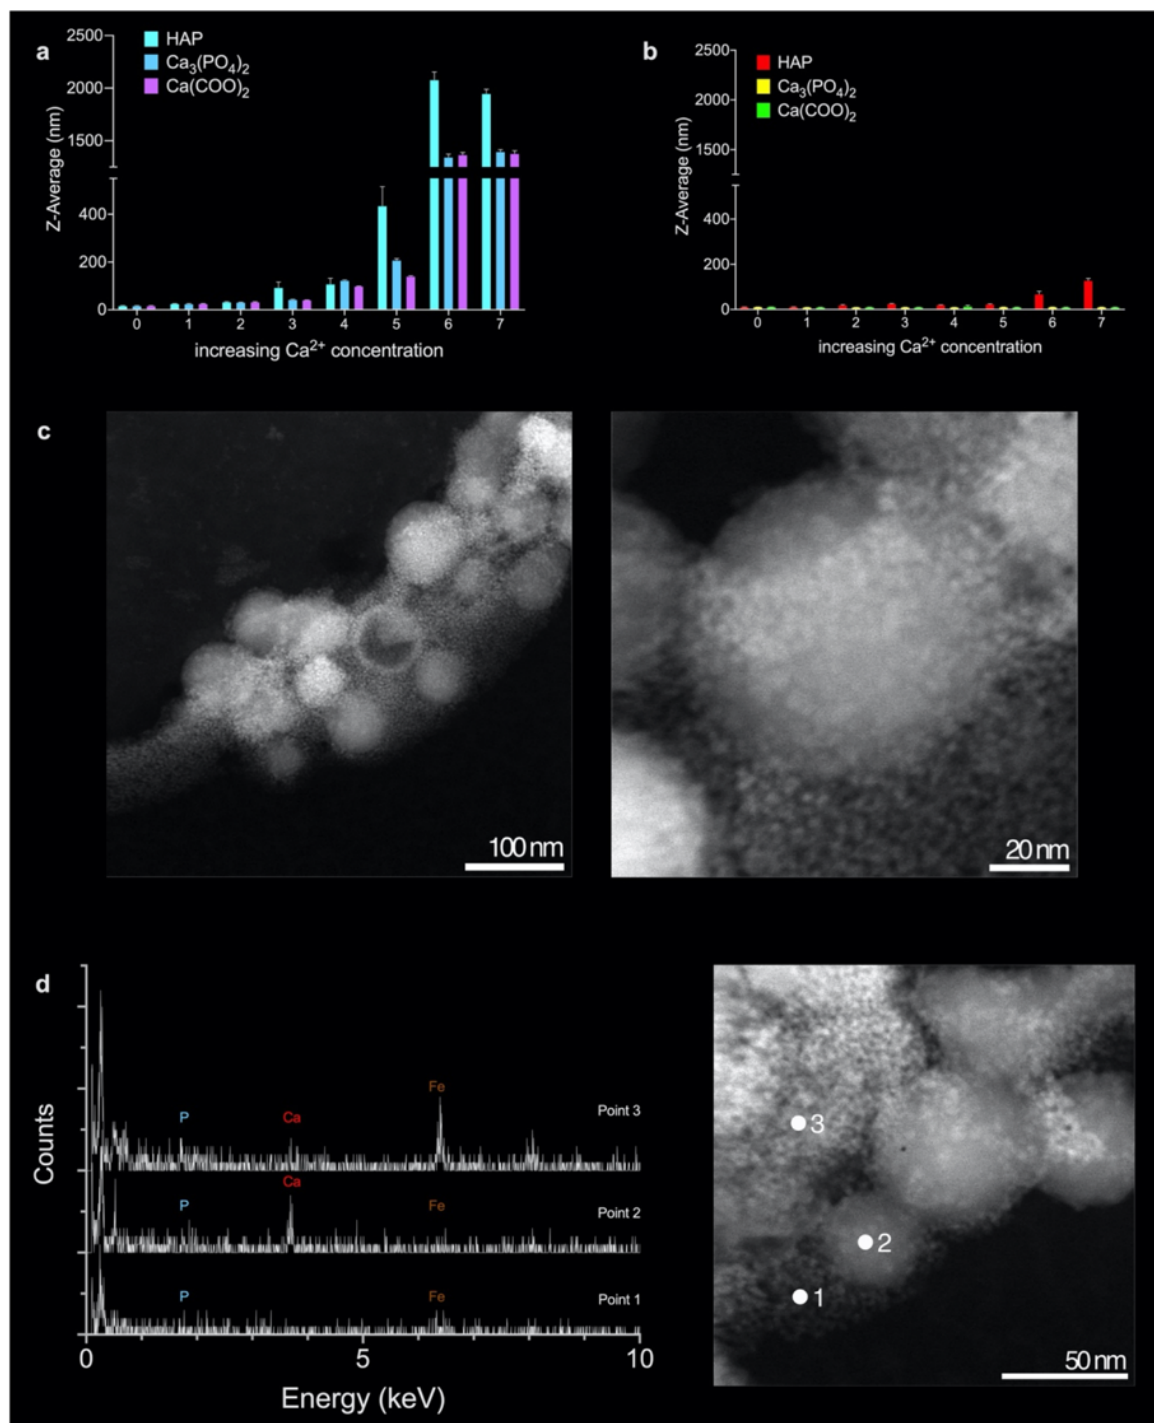 a
2500
2000
1500
400
200
0
Z-Average (nm)
HAP
Ca₃(PO₄)₂
Ca(COO)₂
0 1 2 3 4 5 6 7
increasing Ca²⁺ concentration
b
2500
2000
1500
400
200
0
Z-Average (nm)
HAP
Ca₃(PO₄)₂
Ca(COO)₂
0 1 2 3 4 5 6 7
increasing Ca²⁺ concentration
c
100 nm
20 nm
d
Counts
P Ca Fe Point 3
P Ca Fe Point 2
P Fe Point 1
0 5 10
Energy (keV)
3
2
1
50 nm